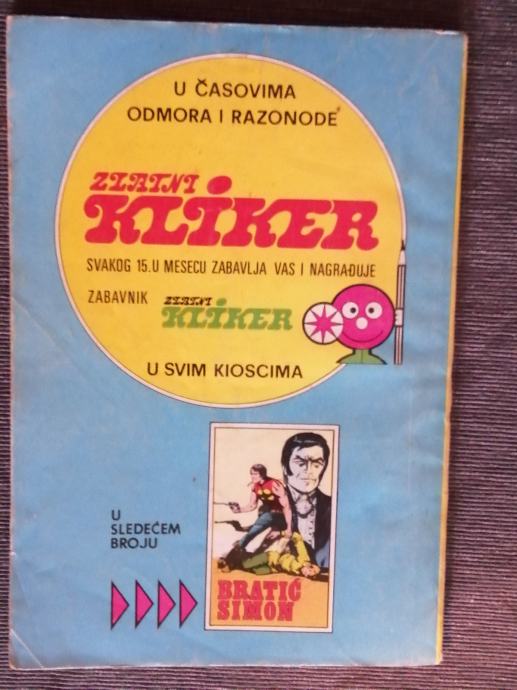 U ČASOVIMA
ODMORA I RAZONODE
ZLATNI
KLIKER
SVAKOG 15. U MESECU ZABAVLJA VAS I NAGRAĐUJE
ZABAVNIK ZLATNI
KLIKER
U SVIM KIOSCIMA
U
SLEDEĆEM
BROJU
BRATIĆ
SIMON